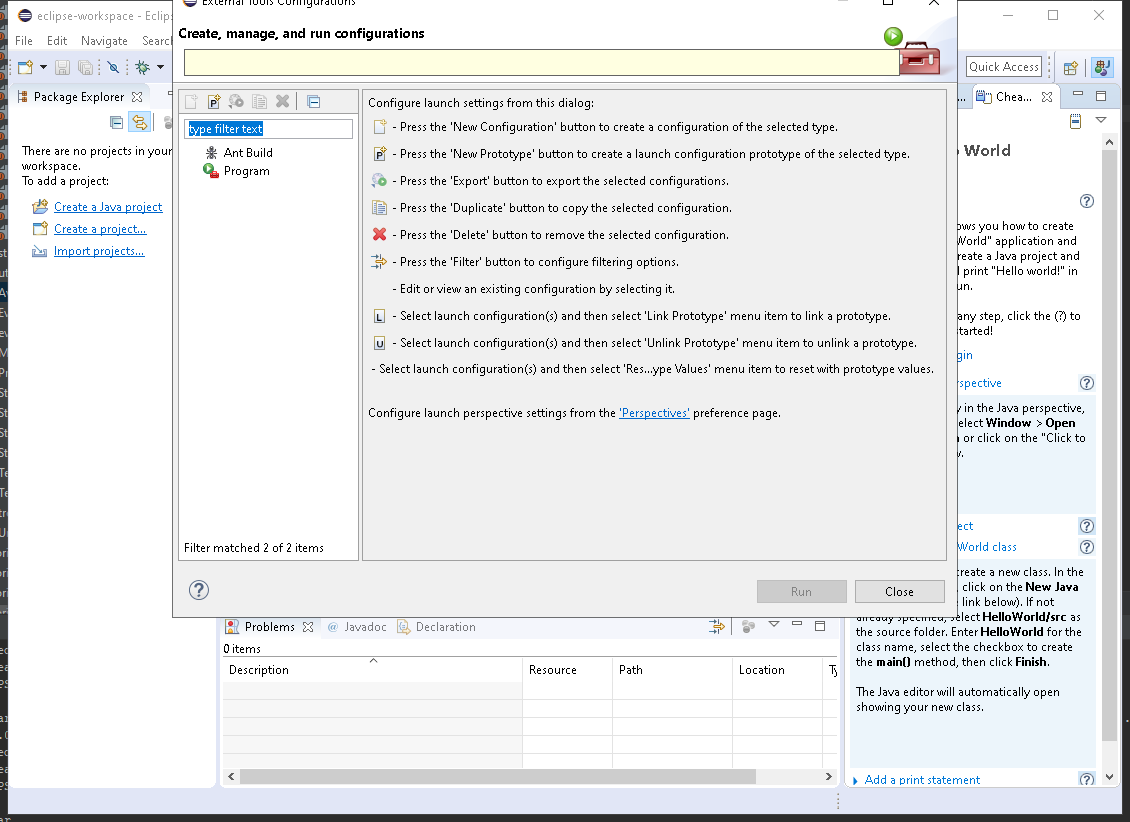 eclipse-workspace - Eclip
External Tools Configurations
File Edit Navigate Search
Create, manage, and run configurations
Quick Access
Package Explorer
Chea...
There are no projects in your
workspace.
To add a project:
Create a Java project
Create a project...
Import projects...
type filter text
Ant Build
Program
Filter matched 2 of 2 items
Configure launch settings from this dialog:
- Press the 'New Configuration' button to create a configuration of the selected type.
- Press the 'New Prototype' button to create a launch configuration prototype of the selected type.
- Press the 'Export' button to export the selected configurations.
- Press the 'Duplicate' button to copy the selected configuration.
- Press the 'Delete' button to remove the selected configuration.
- Press the 'Filter' button to configure filtering options.
- Edit or view an existing configuration by selecting it.
L - Select launch configuration(s) and then select 'Link Prototype' menu item to link a prototype.
U - Select launch configuration(s) and then select 'Unlink Prototype' menu item to unlink a prototype.
- Select launch configuration(s) and then select 'Res...ype Values' menu item to reset with prototype values.
Configure launch perspective settings from the 'Perspectives' preference page.
Run
Close
World
ows you how to create
World" application and
reate a Java project and
print "Hello world!" in
un.
any step, click the (?) to
started!
gin
rspective
y in the Java perspective,
elect Window > Open
or click on the "Click to
w.
ect
World class
create a new class. In the
, click on the New Java
link below). If not
already specified, select HelloWorld/src as
the source folder. Enter HelloWorld for the
class name, select the checkbox to create
the main() method, then click Finish.
The Java editor will automatically open
showing your new class.
Add a print statement
Problems
@ Javadoc
Declaration
0 items
Description Resource Path Location Ty